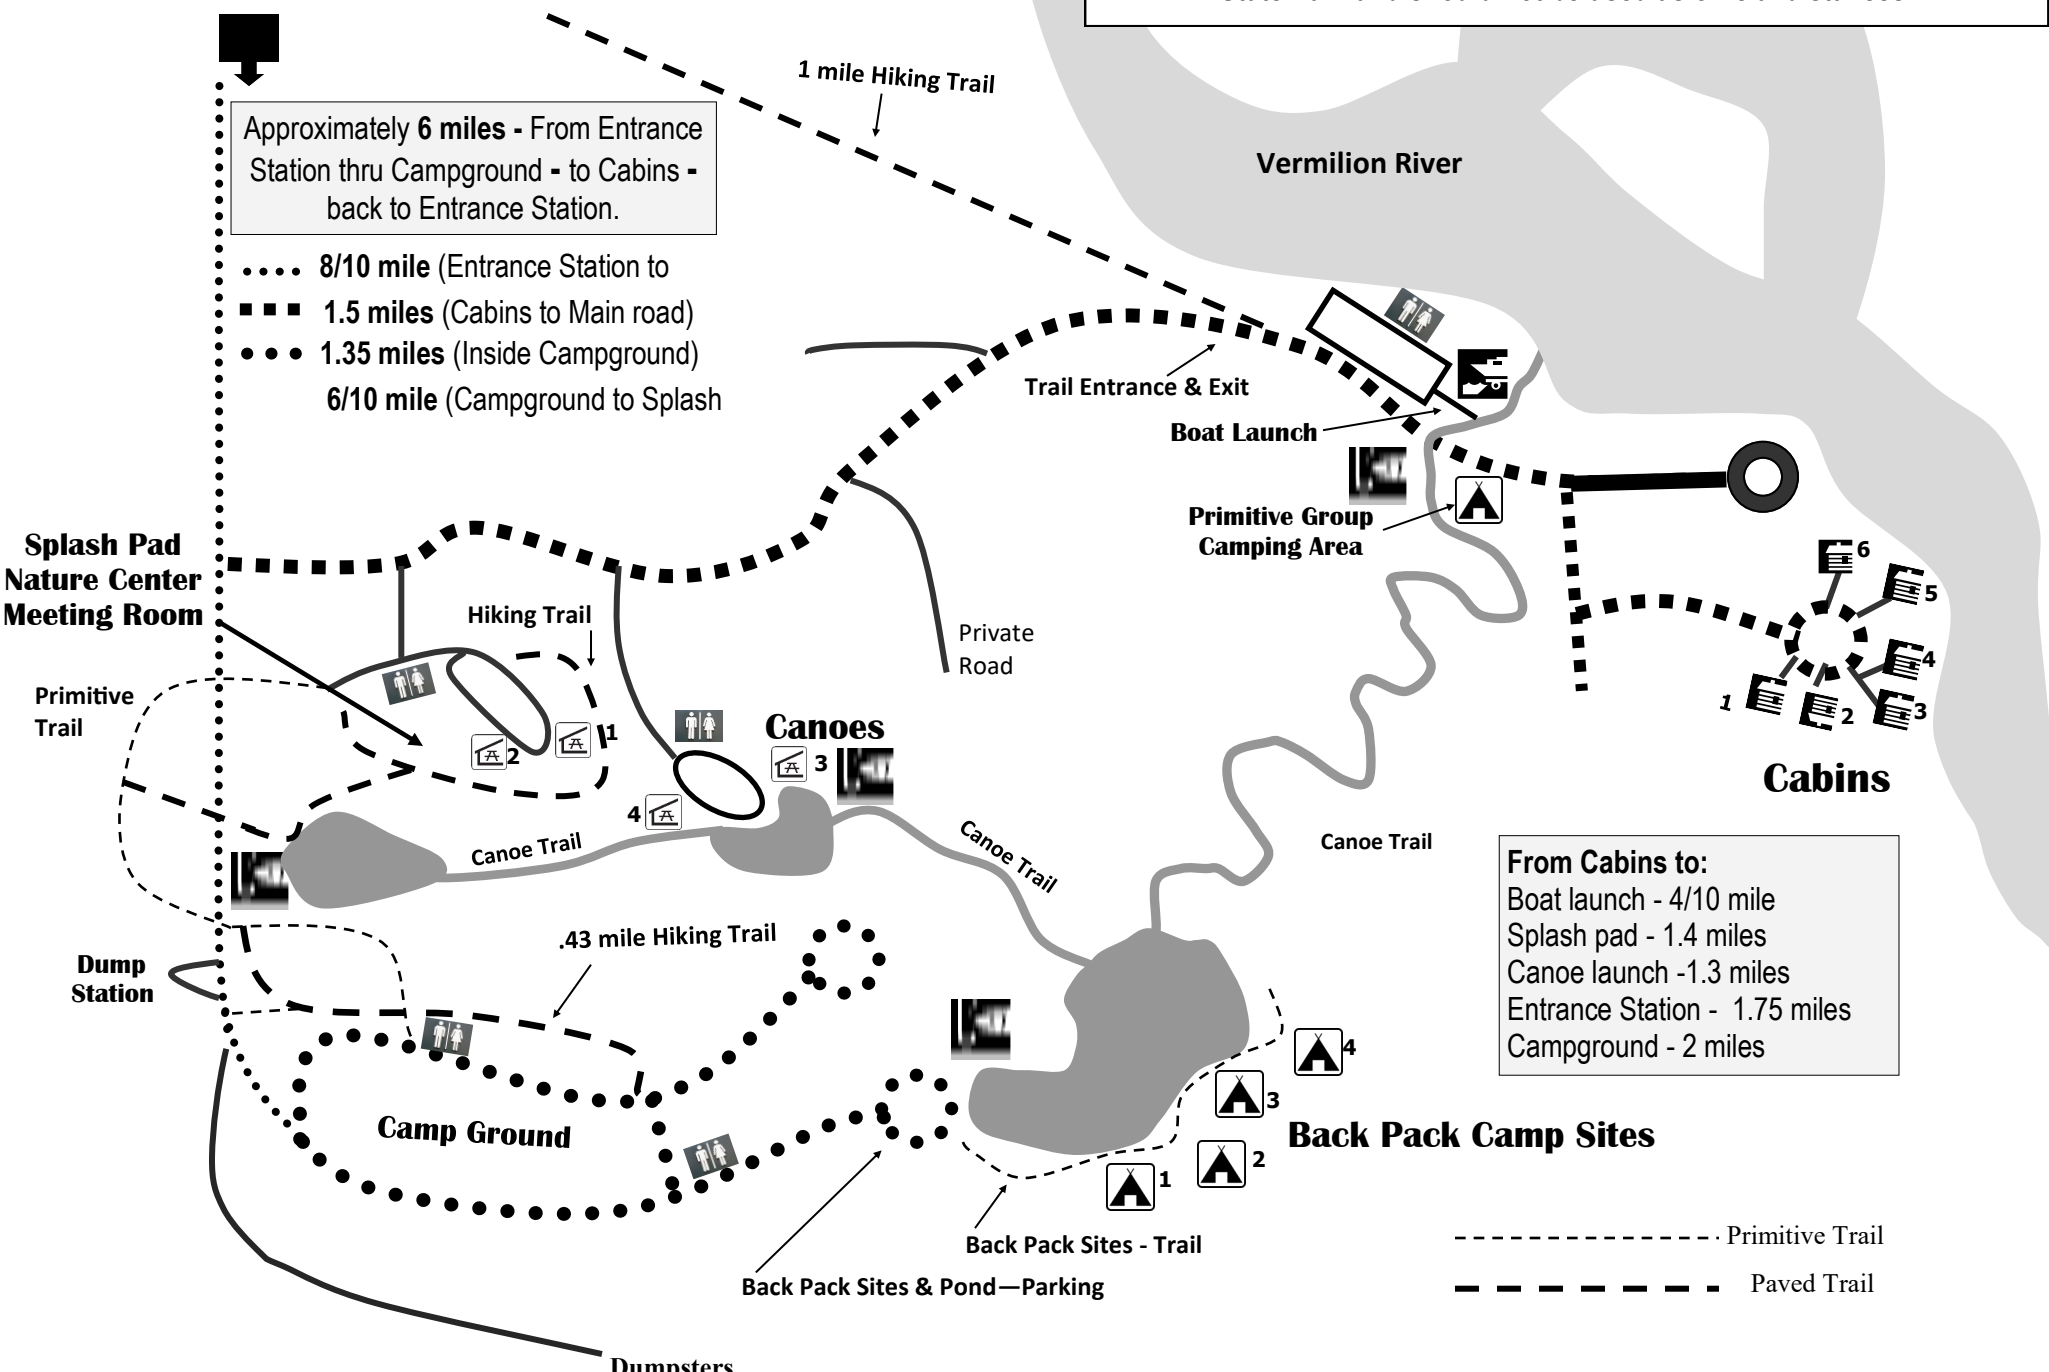 1 mile Hiking Trail
Approximately 6 miles - From Entrance
Station thru Campground - to Cabins -
back to Entrance Station.
Vermilion River
8/10 mile (Entrance Station to
1.5 miles (Cabins to Main road)
1.35 miles (Inside Campground)
6/10 mile (Campground to Splash
Trail Entrance & Exit
Boat Launch
Primitive Group
Camping Area
Splash Pad
Nature Center
Meeting Room
Hiking Trail
Private
Road
Primitive
Trail
6
5
4
3
2
1
Cabins
1
2
Canoes
3
4
Canoe Trail
Canoe Trail
Canoe Trail
From Cabins to:
Boat launch - 4/10 mile
Splash pad - 1.4 miles
Canoe launch -1.3 miles
Entrance Station - 1.75 miles
Campground - 2 miles
.43 mile Hiking Trail
Dump
Station
Camp Ground
4
3
2
1
Back Pack Camp Sites
Back Pack Sites - Trail
Back Pack Sites & Pond—Parking
Primitive Trail
Paved Trail
Dumpsters